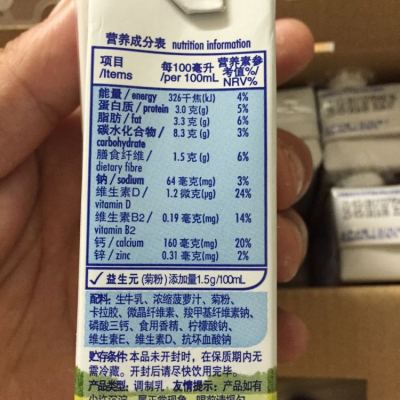 营养成分表 nutrition information
项目 /Items 每100毫升 /per 100mL 营养素参考值%/ NRV%
能量/energy 326千焦(kJ) 4%
蛋白质/protein 3.0 克(g) 5%
脂肪/fat 3.3 克(g) 6%
碳水化合物/ 8.3 克(g) 3%
carbohydrate
膳食纤维/ 1.5 克(g) 6%
dietary fibre
钠/sodium 64 毫克(mg) 3%
维生素D/ 1.2 微克(μg) 24%
vitamin D
维生素B2/ 0.19 毫克(mg) 14%
vitamin B2
钙/calcium 160 毫克(mg) 20%
锌/zinc 0.31 毫克(mg) 2%
✓ 益生元(菊粉)添加量1.5g/100mL
配料：生牛乳、浓缩菠萝汁、菊粉、
卡拉胶、微晶纤维素、羧甲基纤维素钠、
磷酸三钙、食用香精、柠檬酸钠、
维生素E、维生素D、抗坏血酸钠
贮存条件：本品未开封时，在保质期内无
需冷藏。开封后请尽快饮用完毕。
产品类型：调制乳。友情提示：产品如有